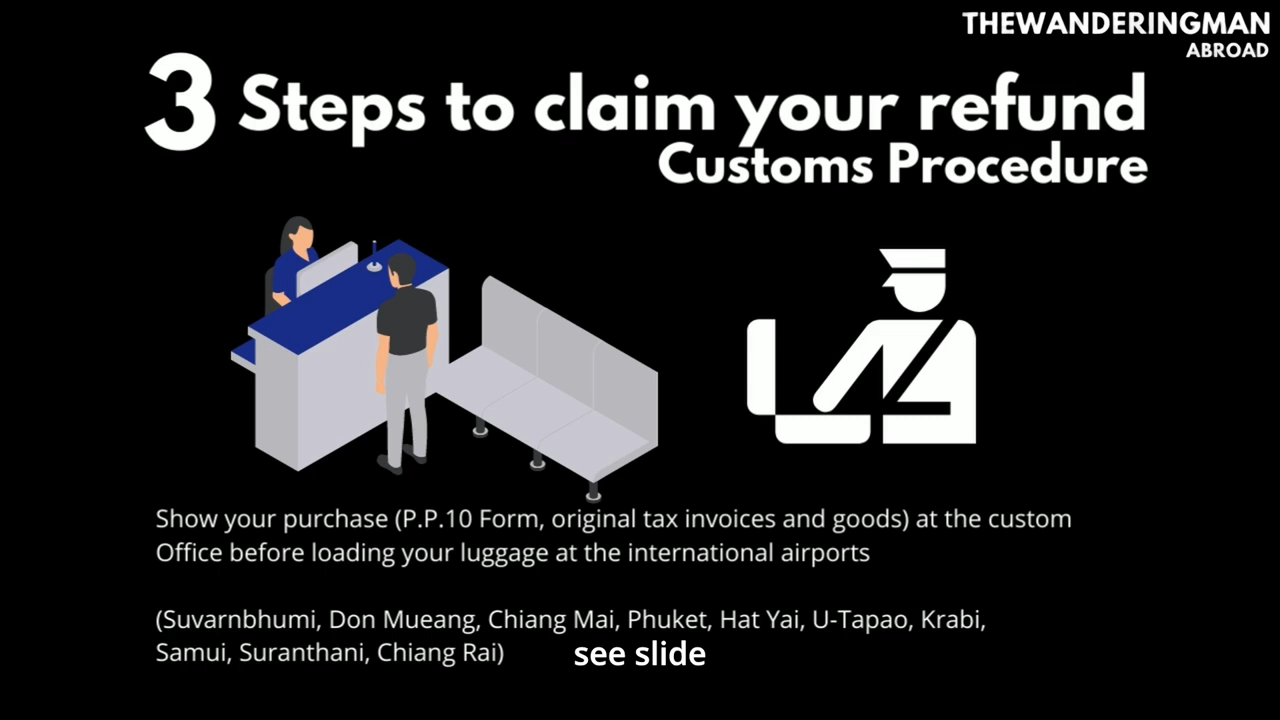 THEWANDERINGMAN
ABROAD
3 Steps to claim your refund
Customs Procedure
Show your purchase (P.P.10 Form, original tax invoices and goods) at the custom
Office before loading your luggage at the international airports
(Suvarnbhumi, Don Mueang, Chiang Mai, Phuket, Hat Yai, U-Tapao, Krabi,
Samui, Suranthani, Chiang Rai)
see slide